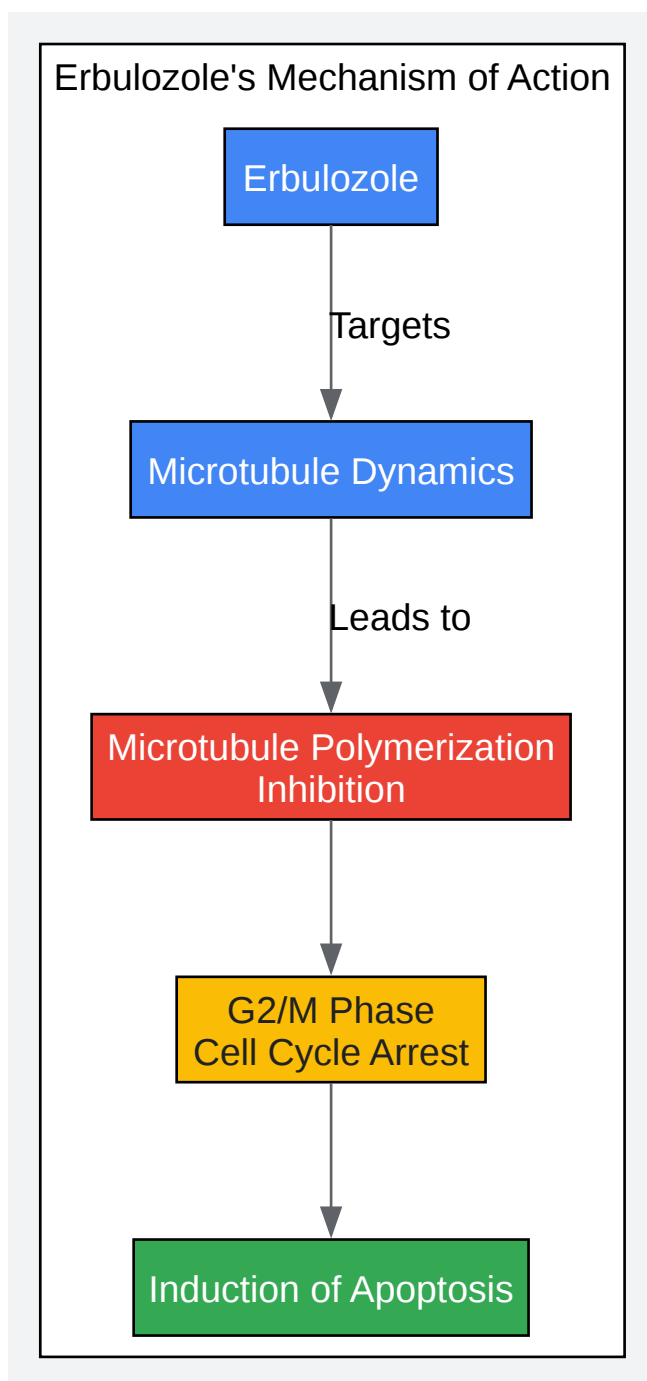 Erbulozole's Mechanism of Action
Erbulozole
Targets
Microtubule Dynamics
Leads to
Microtubule Polymerization
Inhibition
G2/M Phase
Cell Cycle Arrest
Induction of Apoptosis